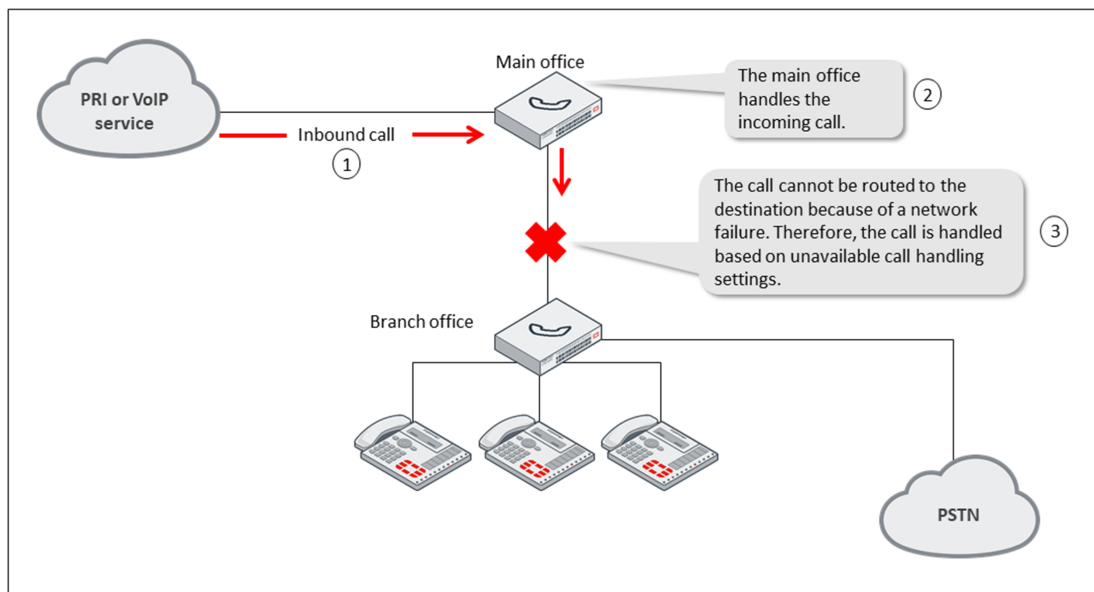 Main office
PRI or VoIP
service
The main office
handles the
incoming call.
2
Inbound call
1
The call cannot be routed to the
destination because of a network
failure. Therefore, the call is handled
based on unavailable call handling
settings.
3
Branch office
PSTN